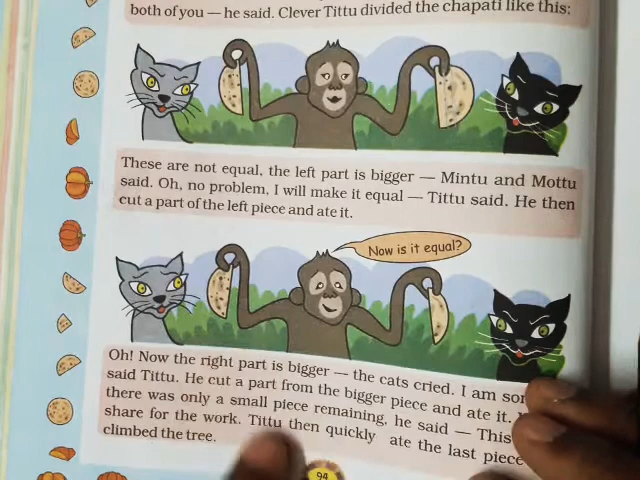 both of you — he said. Clever Tittu divided the chapati like this:
These are not equal, the left part is bigger — Mintu and Mottu
said. Oh, no problem, I will make it equal — Tittu said. He then
cut a part of the left piece and ate it.
Now is it equal?
Oh! Now the right part is bigger — the cats cried. I am
said Tittu. He cut a part from the bigger piece and ate it.
there was only a small piece remaining, he said — This
share for the work. Tittu then quickly ate the last piece
climbed the tree.
94